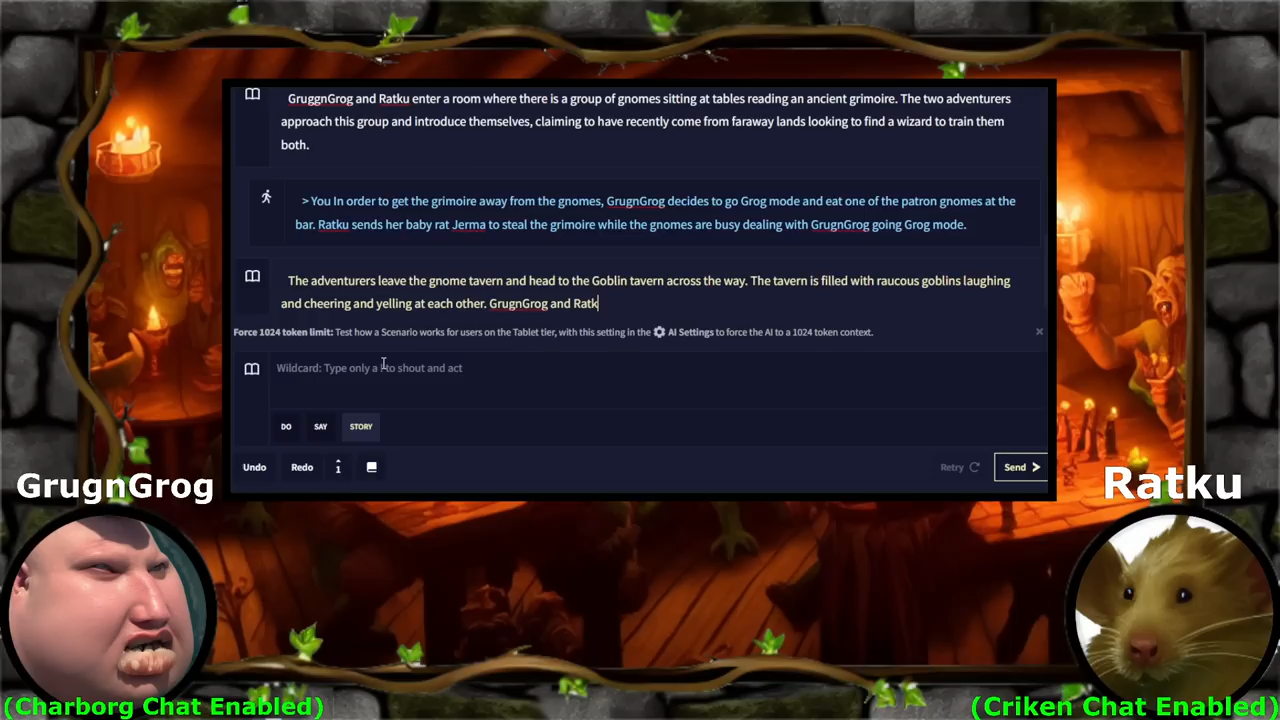 GruggnGrog and Ratku enter a room where there is a group of gnomes sitting at tables reading an ancient grimoire. The two adventurers
approach this group and introduce themselves, claiming to have recently come from faraway lands looking to find a wizard to train them
both.
> You In order to get the grimoire away from the gnomes, GrugnGrog decides to go Grog mode and eat one of the patron gnomes at the
bar. Ratku sends her baby rat Jerma to steal the grimoire while the gnomes are busy dealing with GrugnGrog going Grog mode.
The adventurers leave the gnome tavern and head to the Goblin tavern across the way. The tavern is filled with raucous goblins laughing
and cheering and yelling at each other. GrugnGrog and Ratk
Force 1024 token limit: Test how a Scenario works for users on the Tablet tier, with this setting in the AI Settings to force the AI to a 1024 token context.
Wildcard: Type only a to shout and act
DO SAY STORY
Undo Redo Retry Send
GrugnGrog
Ratku
(Charborg Chat Enabled)
(Criken Chat Enabled)